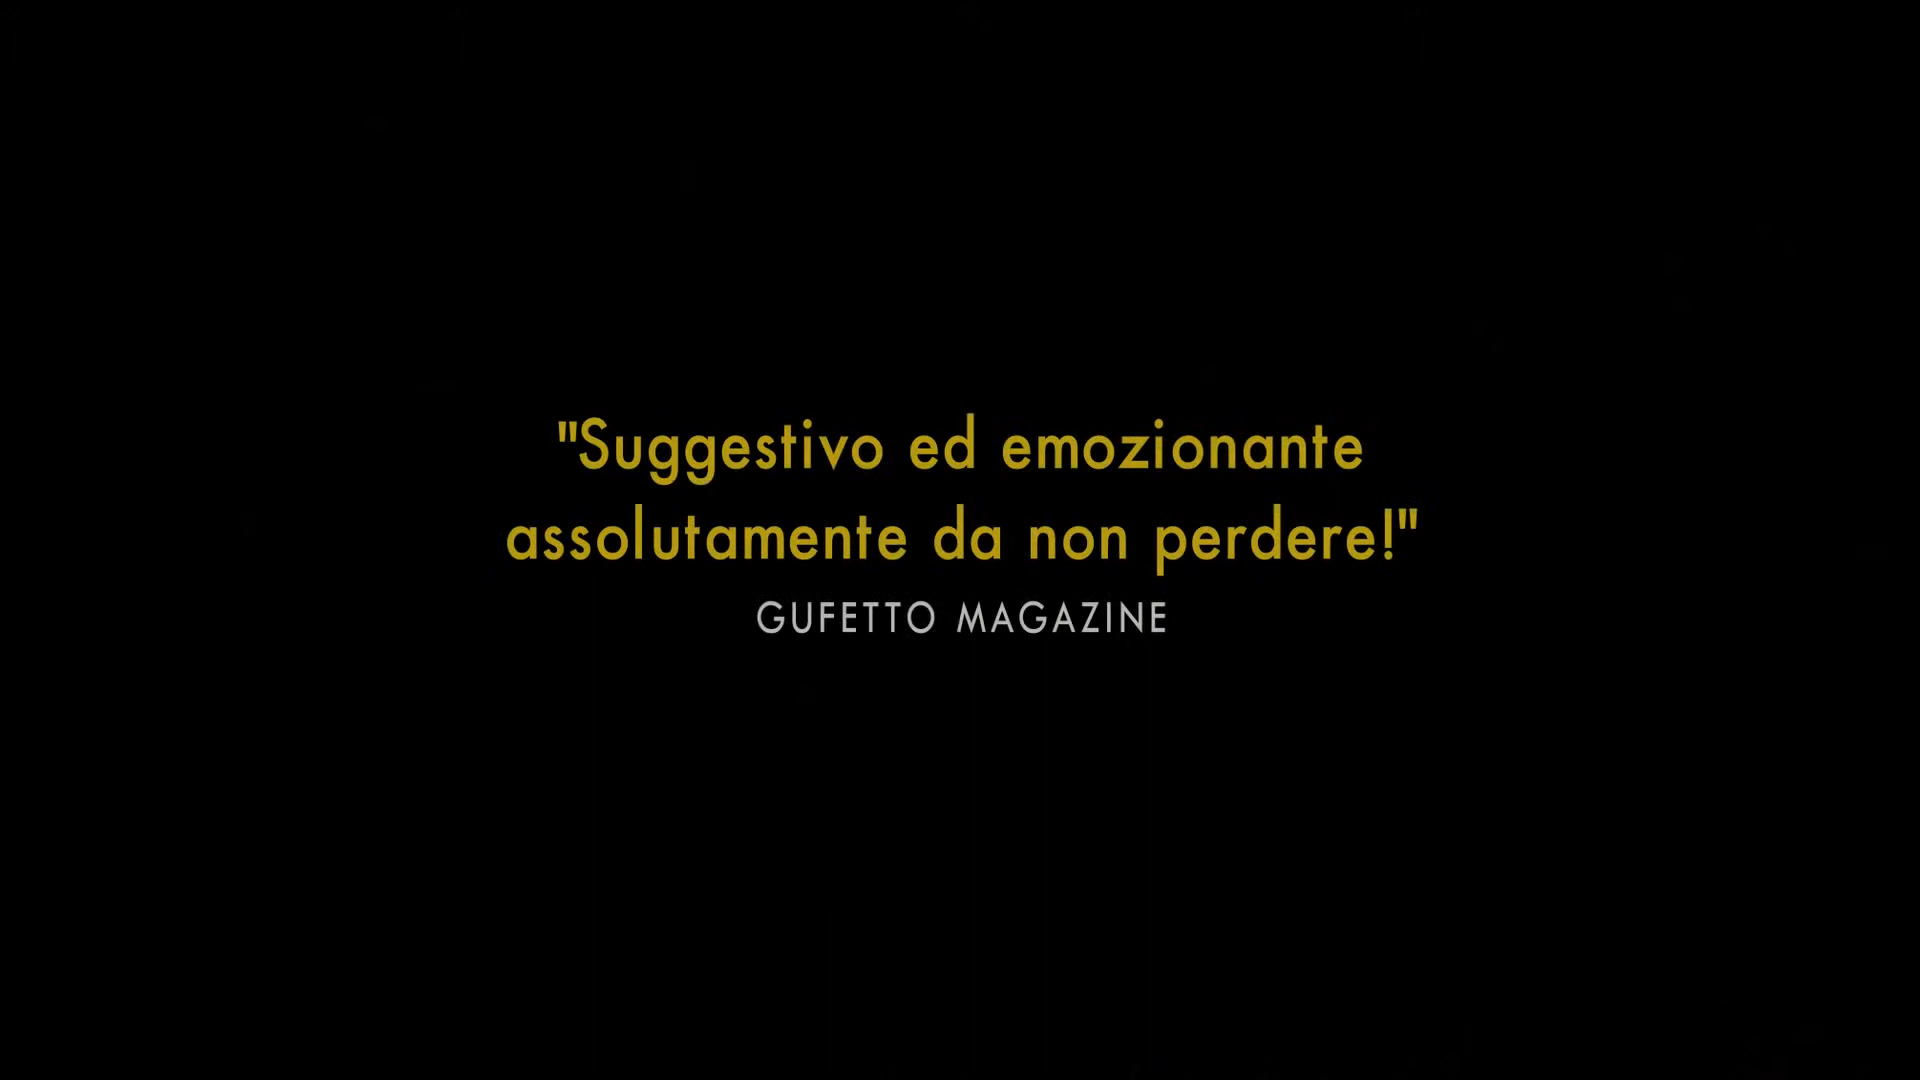 "Suggestivo ed emozionante
assolutamente da non perdere!"
GUFETTO MAGAZINE